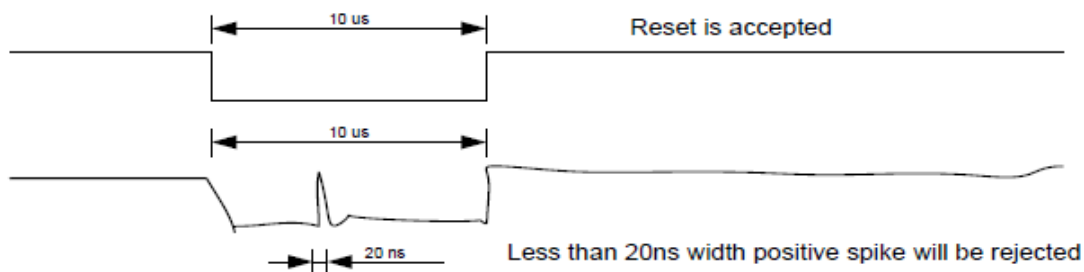 10 us
Reset is accepted
10 us
20 ns
Less than 20ns width positive spike will be rejected